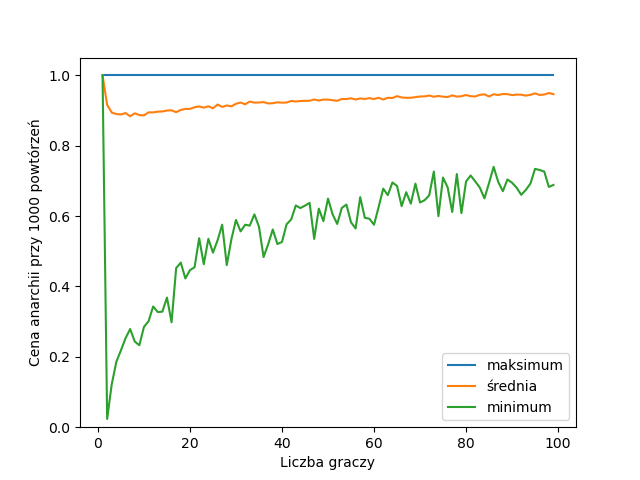 1.0
0.8
0.6
0.4
0.2
0.0
Cena anarchii przy 1000 powtórzeń
maksimum
średnia
minimum
0 20 40 60 80 100
Liczba graczy